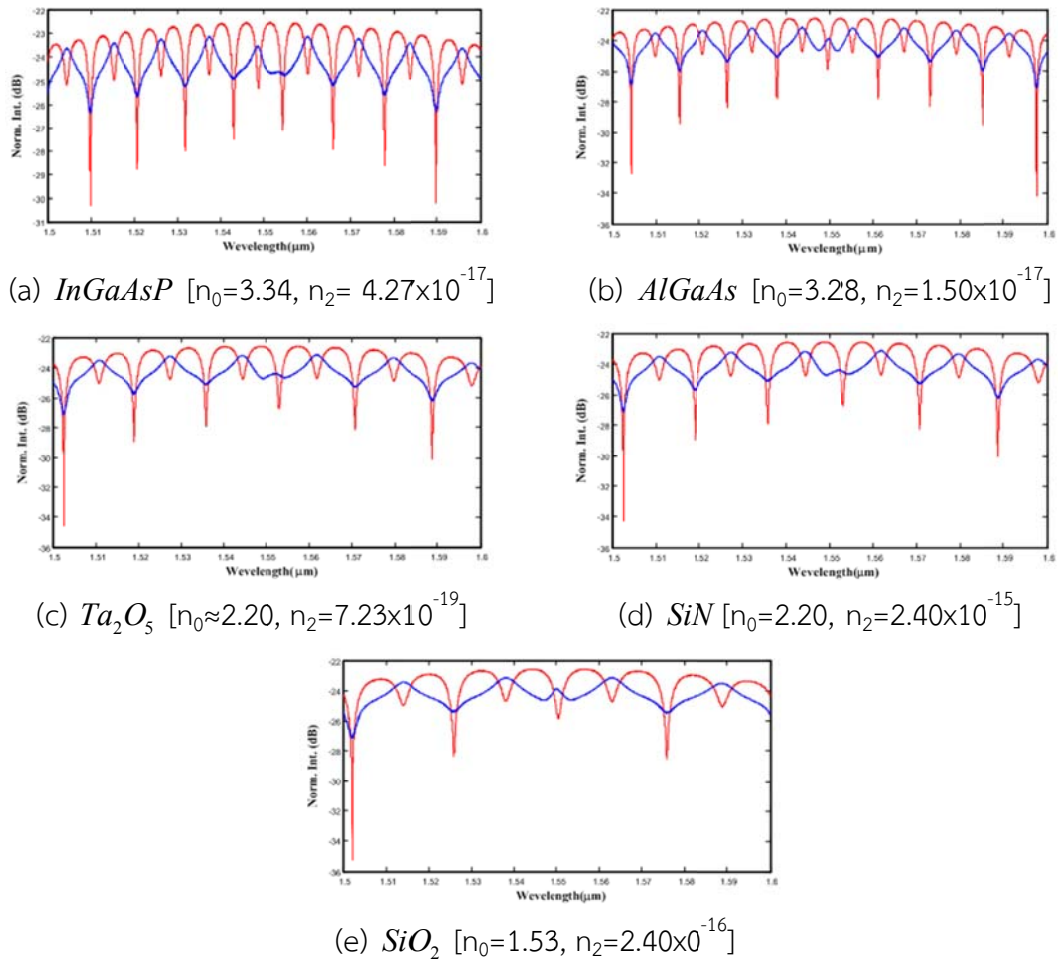 -22
-23
-24
-25
-26
-27
-28
-29
-30
-31
Norm. Int. (dB)
1.5 1.51 1.52 1.53 1.54 1.55 1.56 1.57 1.58 1.59 1.6
Wevelength(μm)
(a) InGaAsP [n₀=3.34, n₂= 4.27x10⁻¹⁷]
-22
-24
-26
-28
-30
-32
-34
-36
Norm. Int. (dB)
1.5 1.51 1.52 1.53 1.54 1.55 1.56 1.57 1.58 1.59 1.6
Wevelength(μm)
(b) AlGaAs [n₀=3.28, n₂=1.50x10⁻¹⁷]
-22
-24
-26
-28
-30
-32
-34
-36
Norm. Int. (dB)
1.5 1.51 1.52 1.53 1.54 1.55 1.56 1.57 1.58 1.59 1.6
Wevelength(μm)
(c) Ta₂O₅ [n₀≈2.20, n₂=7.23x10⁻¹⁹]
-22
-24
-26
-28
-30
-32
-34
-36
Norm. Int. (dB)
1.5 1.51 1.52 1.53 1.54 1.55 1.56 1.57 1.58 1.59 1.6
Wevelength(μm)
(d) SiN [n₀=2.20, n₂=2.40x10⁻¹⁵]
-22
-24
-26
-28
-30
-32
-34
-36
Norm. Int. (dB)
1.5 1.51 1.52 1.53 1.54 1.55 1.56 1.57 1.58 1.59 1.6
Wevelength(μm)
(e) SiO₂ [n₀=1.53, n₂=2.40x0⁻¹⁶]